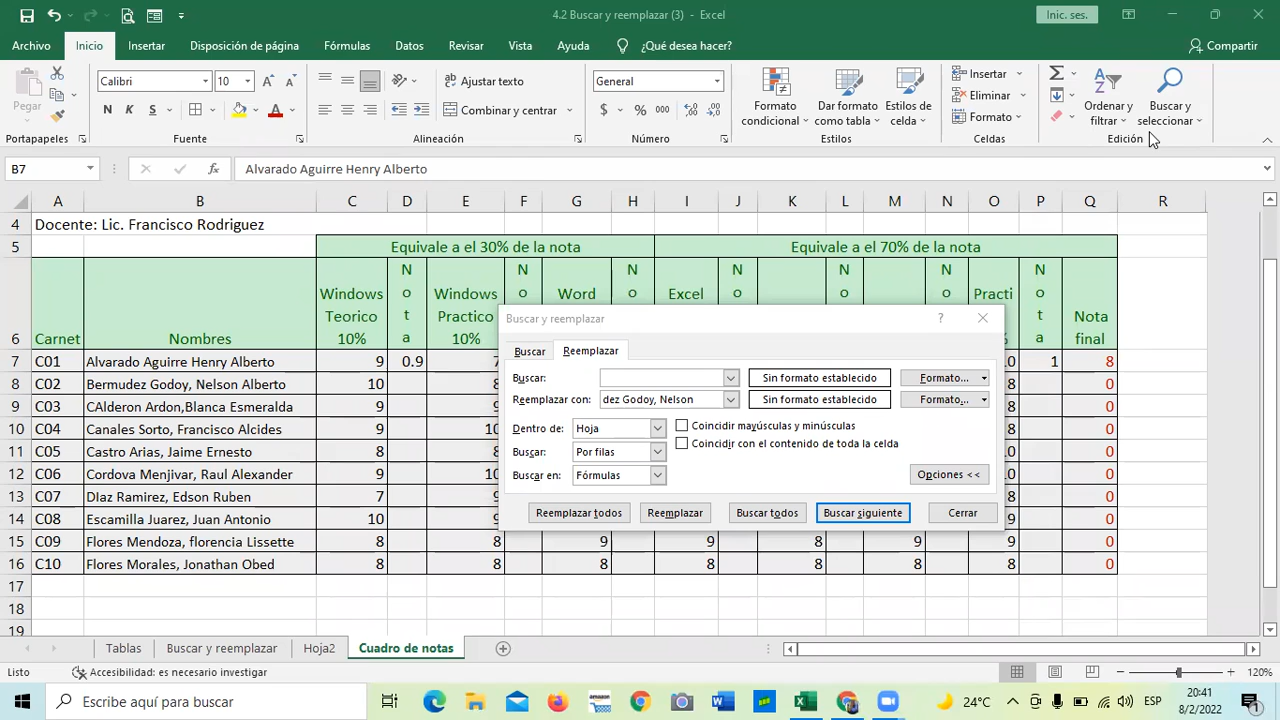 4.2 Buscar y reemplazar (3) - Excel
Inic. ses.
Archivo Inicio Insertar Disposición de página Fórmulas Datos Revisar Vista Ayuda ¿Qué desea hacer? Compartir
Pegar
Calibri 10
N K S
Ajustar texto
Combinar y centrar
General
$ % 000
Formato condicional
Dar formato como tabla
Estilos de celda
Insertar
Eliminar
Formato
Ordenar y filtrar
Buscar y seleccionar
Portapapeles Fuente Alineación Número Estilos Celdas Edición
B7 fx Alvarado Aguirre Henry Alberto
A B C D E F G H I J K L M N O P Q R
4 Docente: Lic. Francisco Rodriguez
5 Equivale a el 30% de la nota Equivale a el 70% de la nota
6 Carnet Nombres Windows Teorico 10% N o t a Windows Practico 10% N o Word N o Excel N o N o N o Practi N o t a Nota final
7 C01 Alvarado Aguirre Henry Alberto 9 0.9 7 10 1 8
8 C02 Bermudez Godoy, Nelson Alberto 10 8 8 0
9 C03 CAlderon Ardon,Blanca Esmeralda 9 9 8 0
10 C04 Canales Sorto, Francisco Alcides 9 10 8 0
11 C05 Castro Arias, Jaime Ernesto 8 8 0
12 C06 Cordova Menjivar, Raul Alexander 9 10 0
13 C07 DIaz Ramirez, Edson Ruben 7 9 8 0
14 C08 Escamilla Juarez, Juan Antonio 10 8 9 0
15 C09 Flores Mendoza, florencia Lissette 8 8 9 9 8 9 9 0
16 C10 Flores Morales, Jonathan Obed 8 8 8 8 8 8 8 0
17
18
19
Buscar y reemplazar ?
Buscar Reemplazar
Buscar: Sin formato establecido Formato...
Reemplazar con: dez Godoy, Nelson Sin formato establecido Formato...
Dentro de: Hoja Coincidir mayúsculas y minúsculas
Coincidir con el contenido de toda la celda
Buscar: Por filas
Buscar en: Fórmulas Opciones <<
Reemplazar todos Reemplazar Buscar todos Buscar siguiente Cerrar
Tablas Buscar y reemplazar Hoja2 Cuadro de notas
Listo Accesibilidad: es necesario investigar 120%
Escribe aquí para buscar 24°C ESP 20:41
8/2/2022